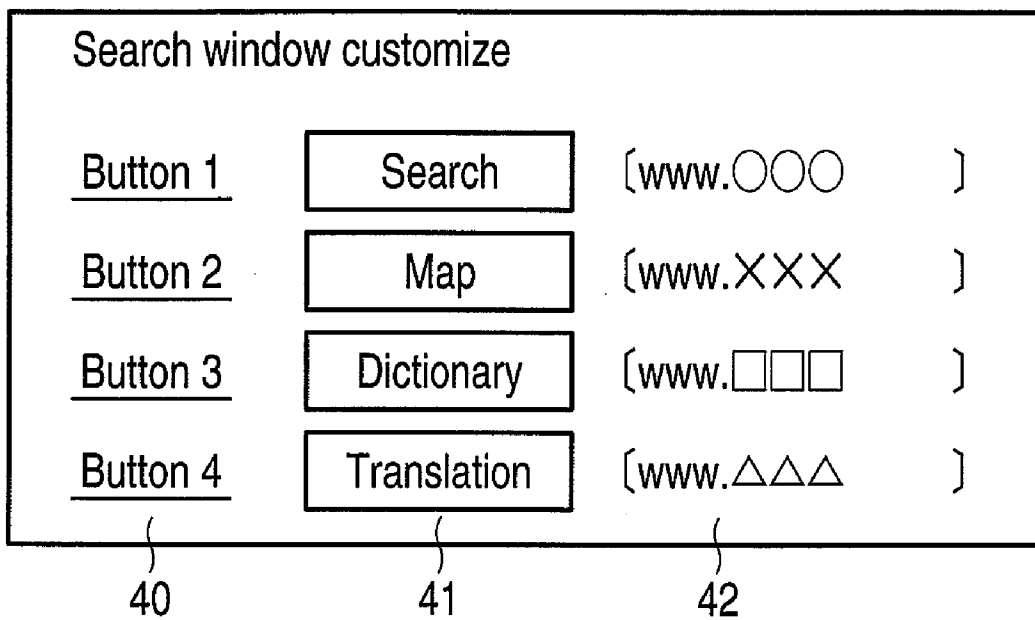 Search window customize
Button 1 Search 〔www.○○○ 〕
Button 2 Map 〔www.××× 〕
Button 3 Dictionary 〔www.□□□ 〕
Button 4 Translation 〔www.△△△ 〕
40 41 42